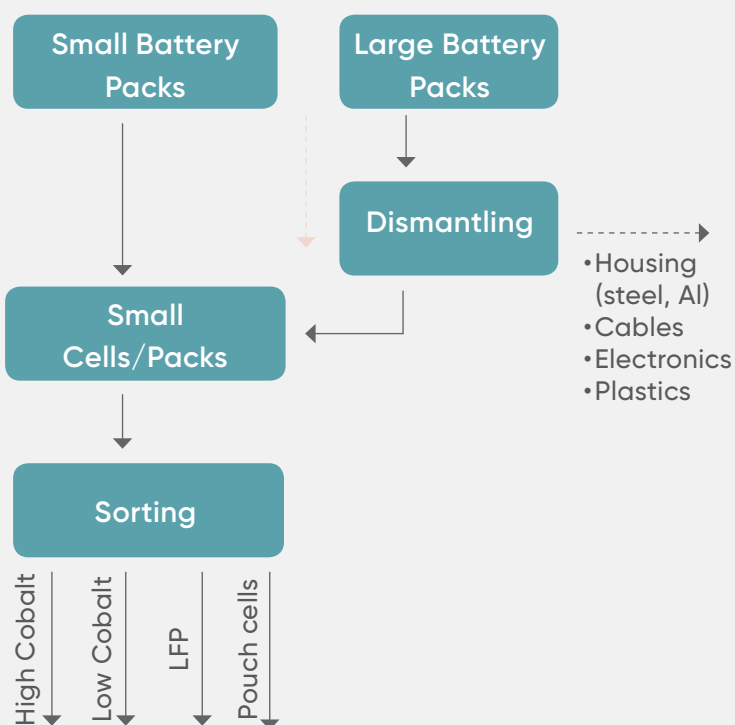 Small Battery
Packs
Large Battery
Packs
Dismantling
•Housing
(steel, Al)
•Cables
•Electronics
•Plastics
Small
Cells/Packs
Sorting
High Cobalt
Low Cobalt
LFP
Pouch cells